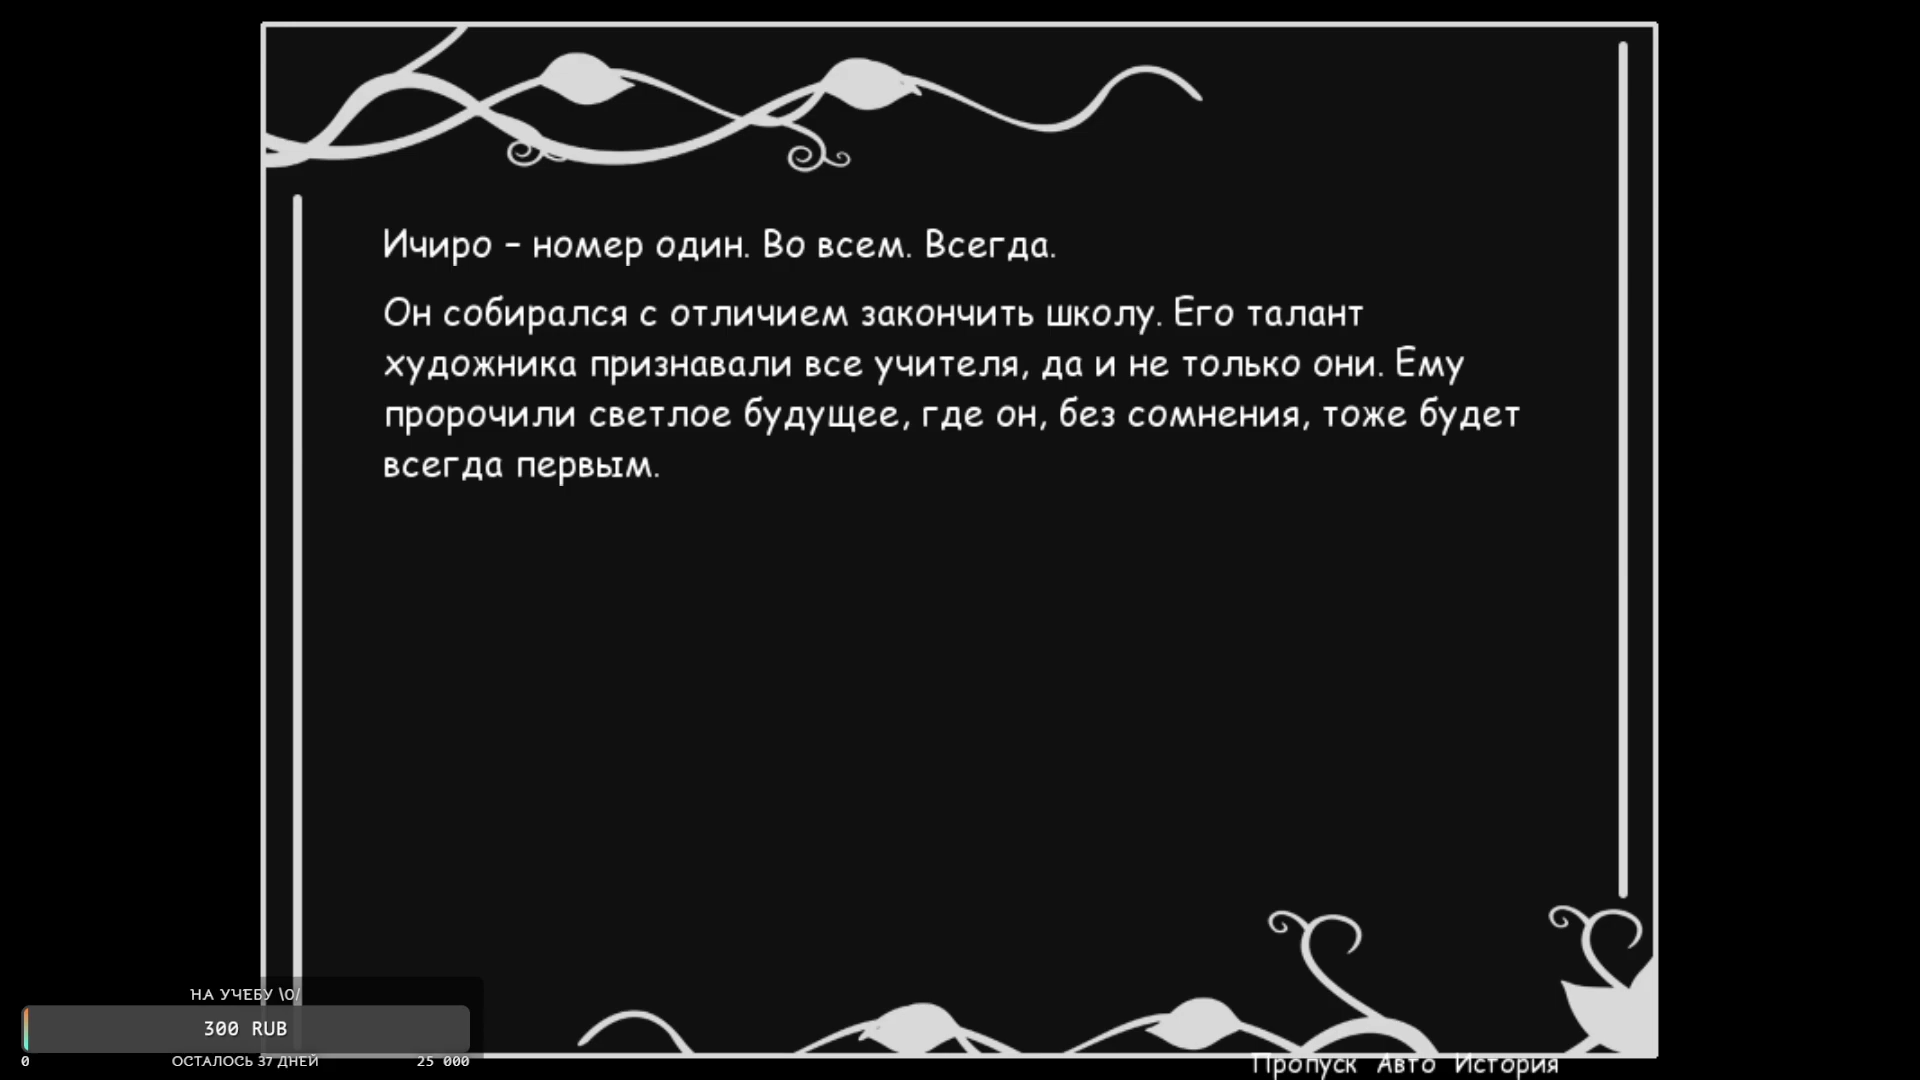 Ичиро – номер один. Во всем. Всегда.
Он собирался с отличием закончить школу. Его талант
художника признавали все учителя, да и не только они. Ему
пророчили светлое будущее, где он, без сомнения, тоже будет
всегда первым.
НА УЧЕБУ \О/
300 RUB
0 ОСТАЛОСЬ 37 ДНЕЙ 25 000
Пропуск Авто История